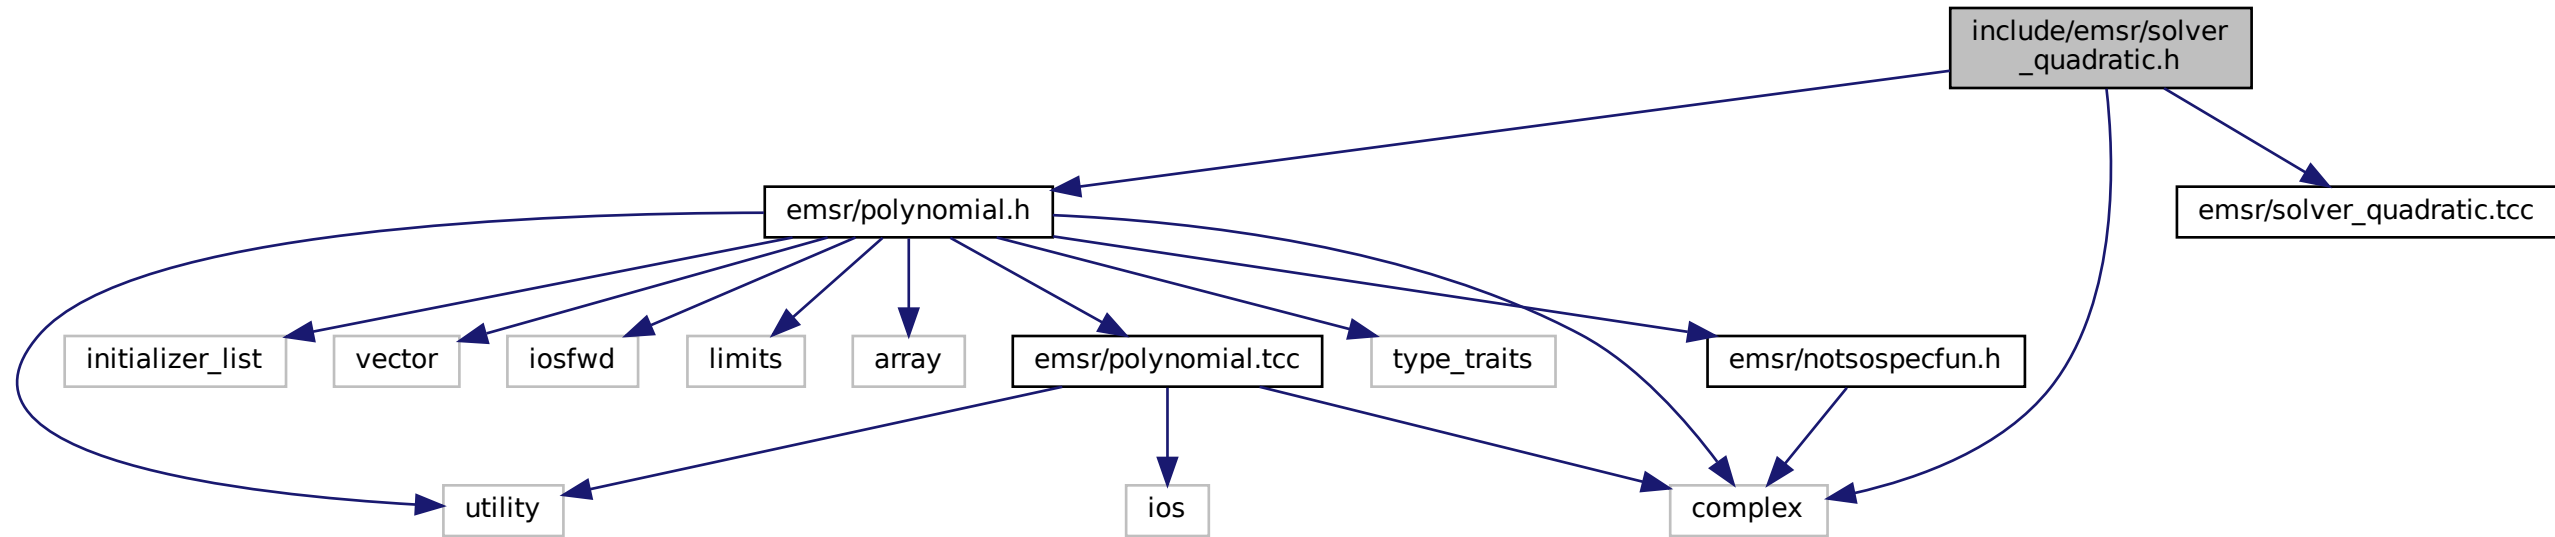 include/emsr/solver
_quadratic.h
emsr/polynomial.h
emsr/solver_quadratic.tcc
initializer_list
vector
iosfwd
limits
array
emsr/polynomial.tcc
type_traits
emsr/notsospecfun.h
utility
ios
complex